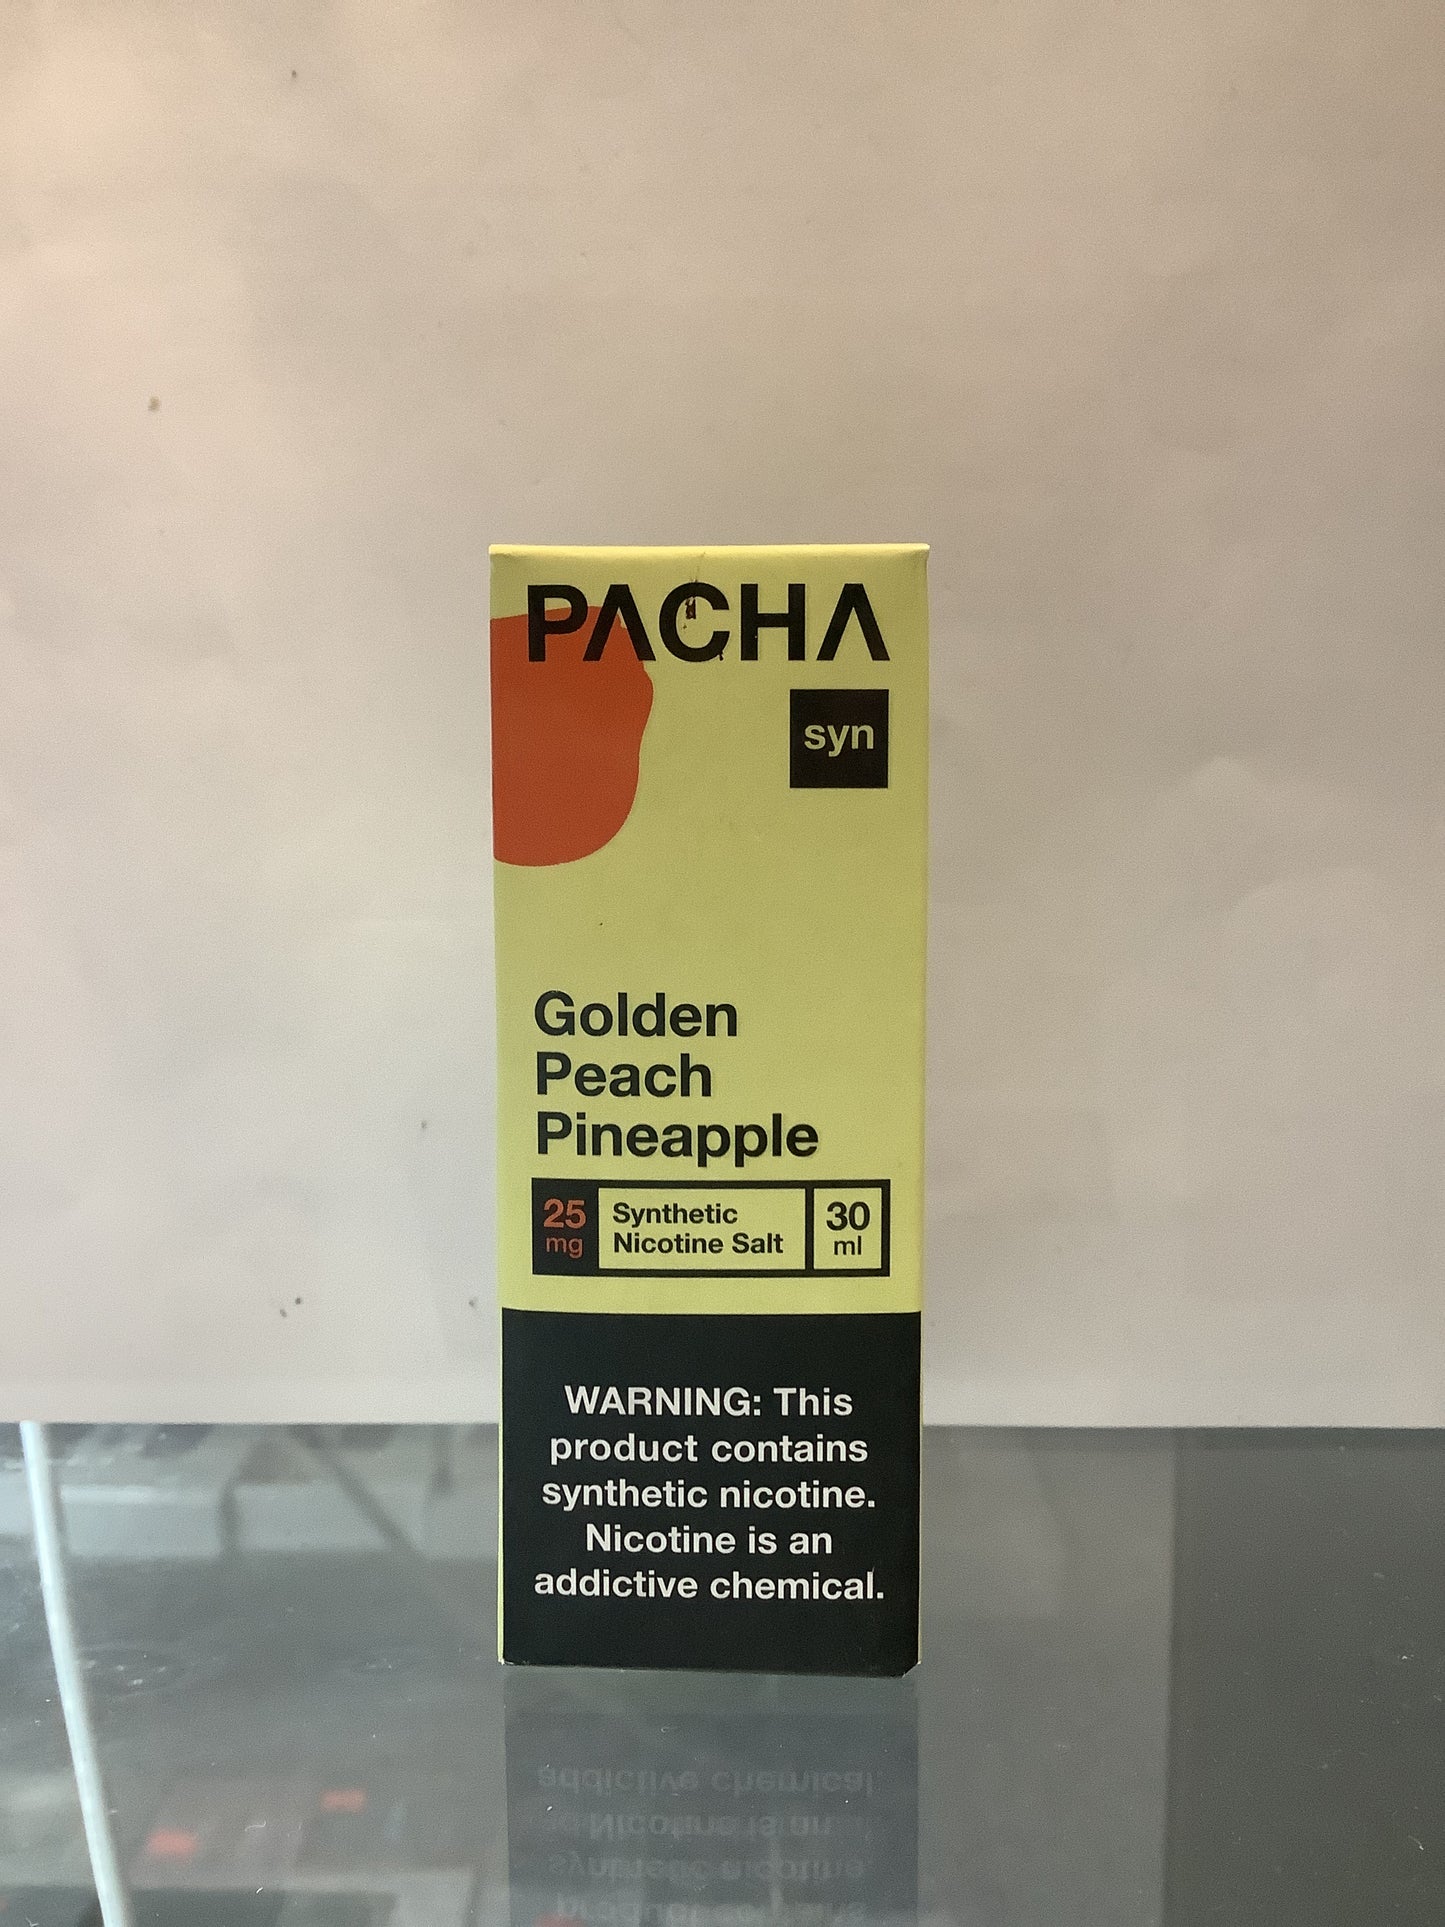 PACHA
syn
Golden
Peach
Pineapple
25
mg
Synthetic
Nicotine Salt
30
ml
WARNING: This
product contains
synthetic nicotine.
Nicotine is an
addictive chemical.